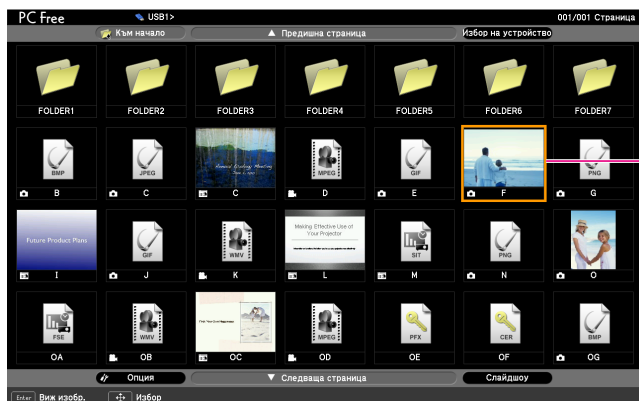 PC Free USB1> 001/001 Страница
Към начало Предишна страница Избор на устройство
FOLDER1 FOLDER2 FOLDER3 FOLDER4 FOLDER5 FOLDER6 FOLDER7
BMP JPEG MPEG GIF PNG
B C C D E F G
Future Product Plans GIF WMV Making Effective Use of
Your Projector SIT PNG
I J K L M N O
FSE WMV MPEG PFX CER BMP
OA OB OC OD OE OF OG
Опция Следваща страница Слайдшоу
Enter Виж изобр. Избор